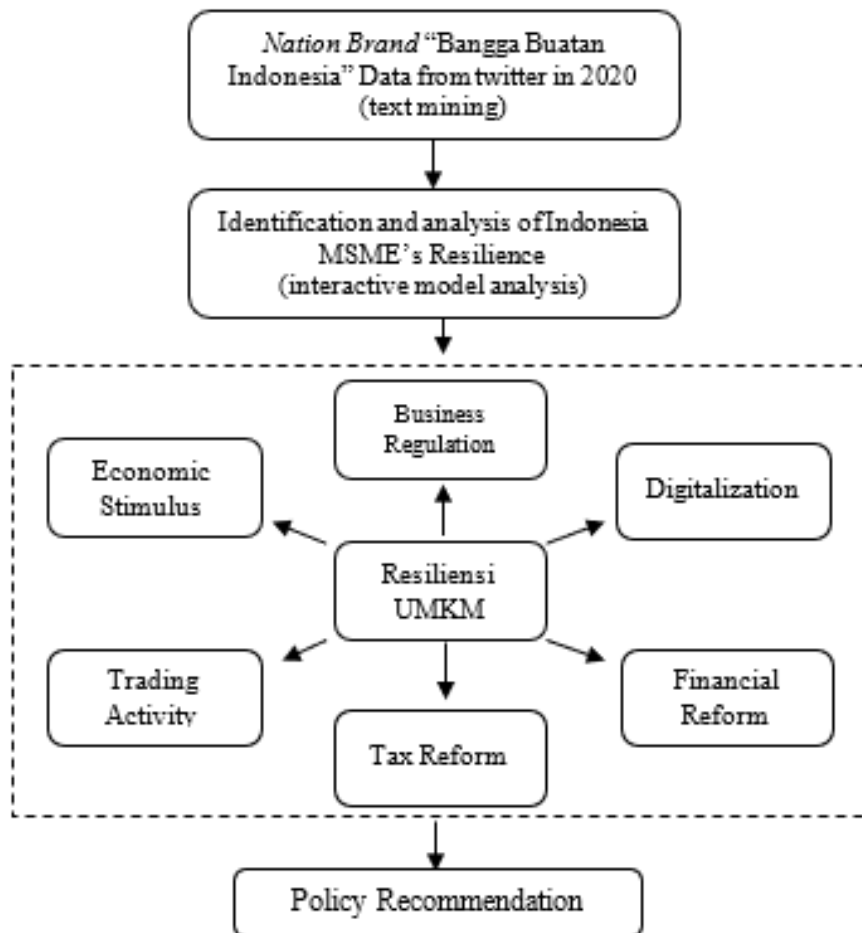 Nation Brand “Bangga Buatan
Indonesia” Data from twitter in 2020
(text mining)
Identification and analysis of Indonesia
MSME’s Resilience
(interactive model analysis)
Business
Regulation
Economic
Stimulus
Digitalization
Resiliensi
UMKM
Trading
Activity
Financial
Reform
Tax Reform
Policy Recommendation